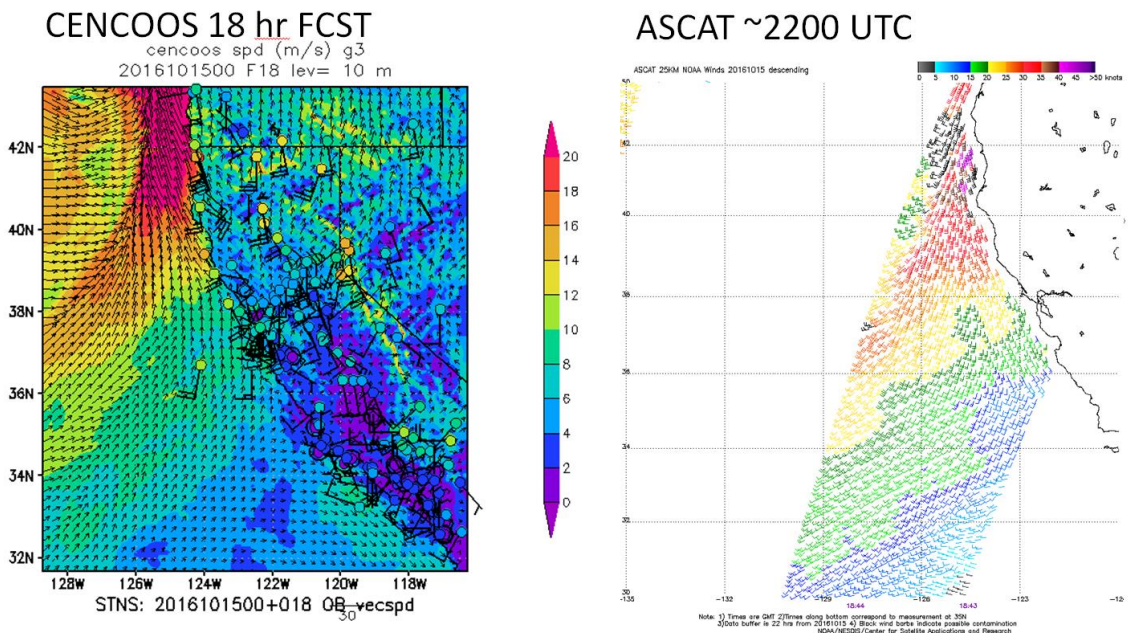 CENCOOS 18 hr FCST
cencoos spd (m/s) g3
2016101500 F18 lev= 10 m
42N
40N
38N
36N
34N
32N
128W 126W 124W 122W 120W 118W
STNS: 2016101500+018 OB vecspd
30
20
18
16
14
12
10
8
6
4
2
0
ASCAT ~2200 UTC
ASCAT 25KM NOAA Winds 20161015 descending
0 5 10 15 20 25 30 35 40 45 >50 knots
42
40
38
36
34
32
30
-135 -132 -129 -126 -123
18:44 18:43
Note: 1) Times are GMT 2)Times along bottom correspond to measurement at 35N
3)Data buffer is 22 hrs from 20161015 4) Black wind barbs indicate possible contamination
NOAA/NESDIS/Center for Satellite Applications and Research